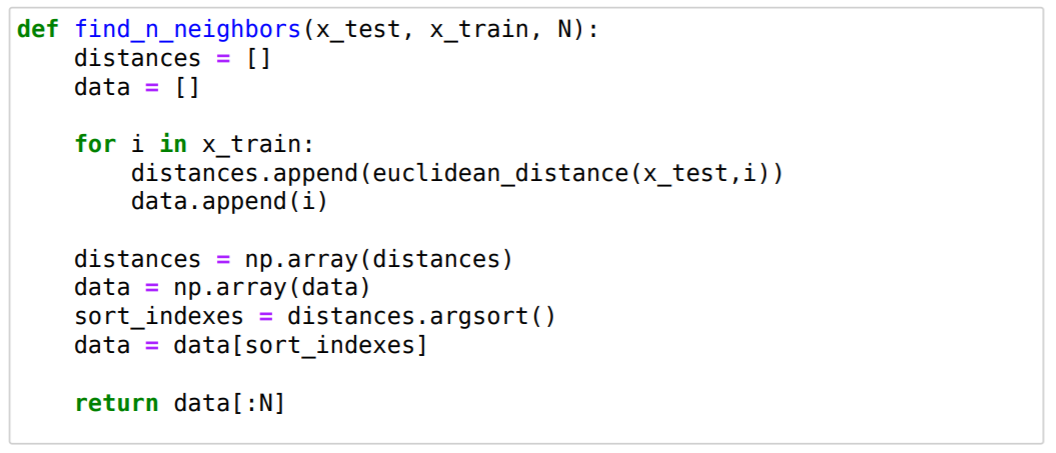 def find_n_neighbors(x_test, x_train, N):
    distances = []
    data = []

    for i in x_train:
        distances.append(euclidean_distance(x_test,i))
        data.append(i)

    distances = np.array(distances)
    data = np.array(data)
    sort_indexes = distances.argsort()
    data = data[sort_indexes]

    return data[:N]